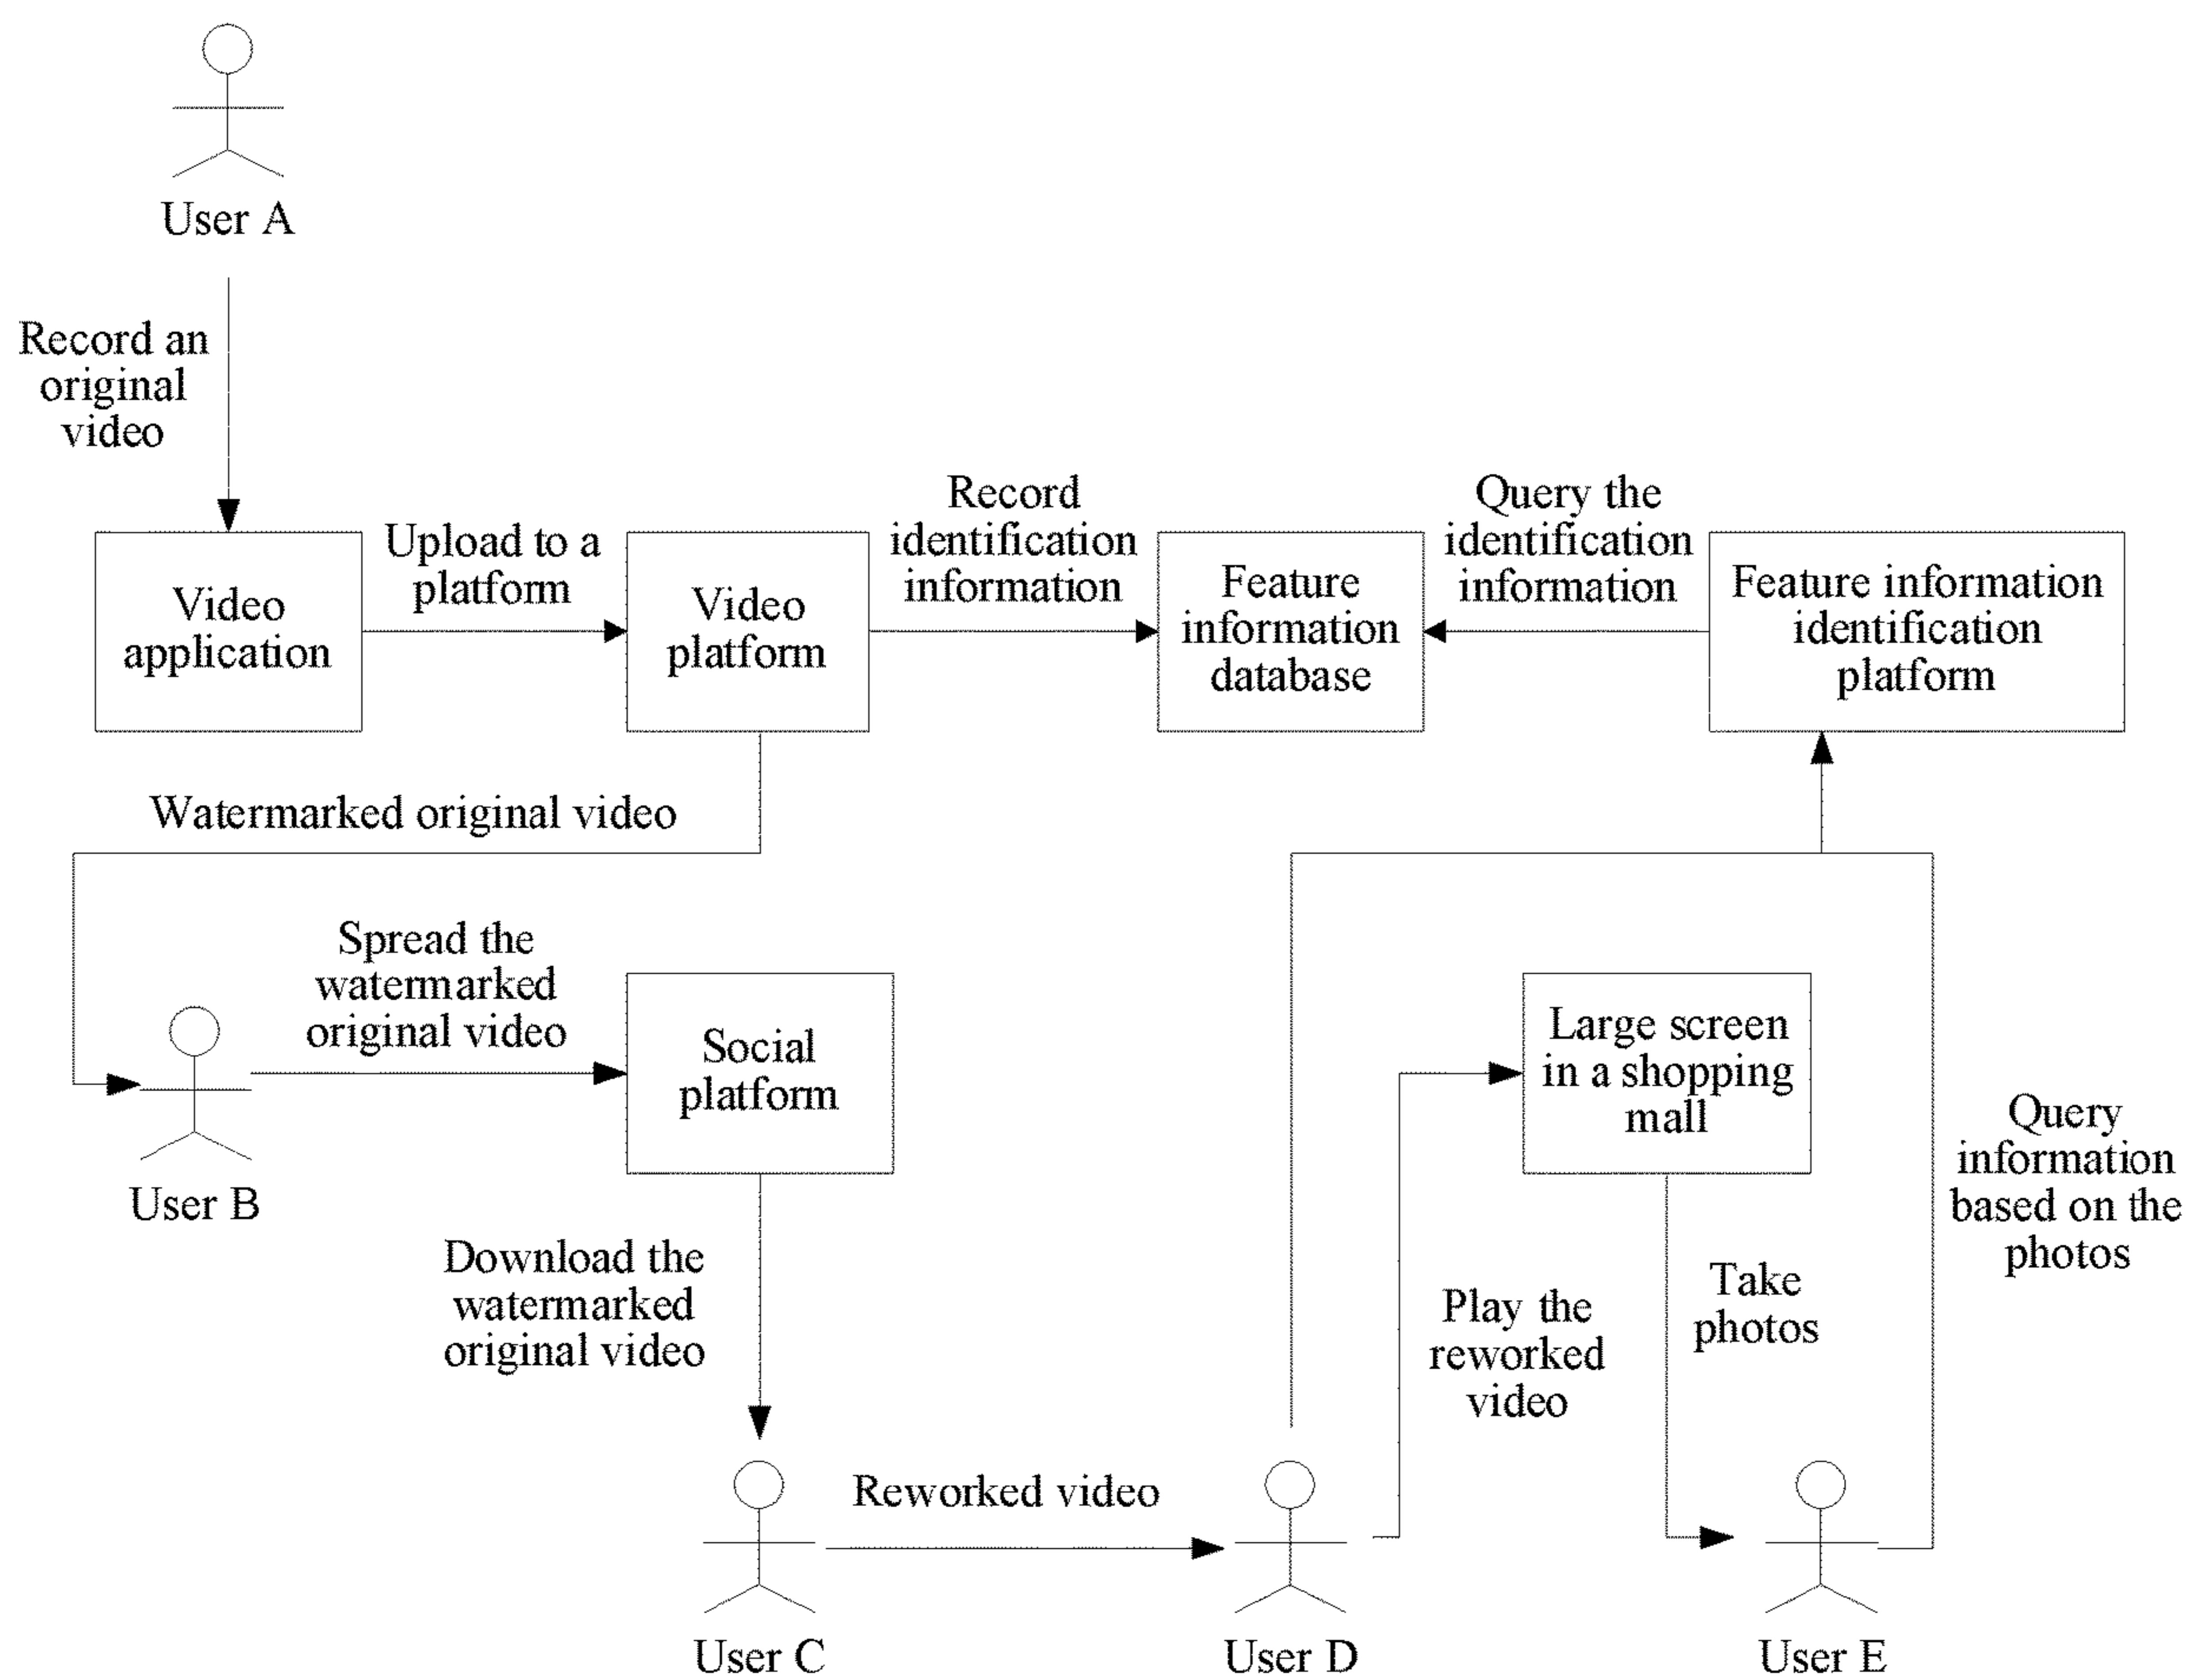 User A
Record an
original
video
Upload to a
platform
Record
identification
information
Query the
identification
information
Video
application
Video
platform
Feature
information
database
Feature information
identification
platform
Watermarked original video
Spread the
watermarked
original video
Social
platform
Large screen
in a shopping
mall
Query
information
based on the
photos
User B
Download the
watermarked
original video
Play the
reworked
video
Take
photos
Reworked video
User C
User D
User E